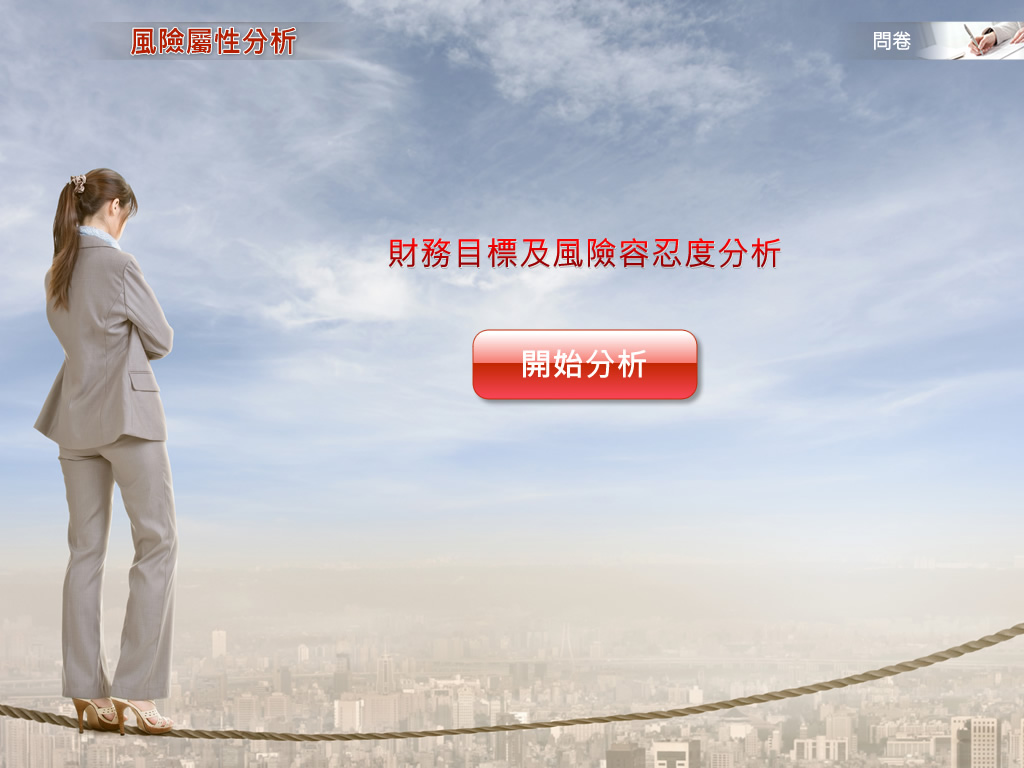 風險屬性分析
問卷
財務目標及風險容忍度分析
開始分析